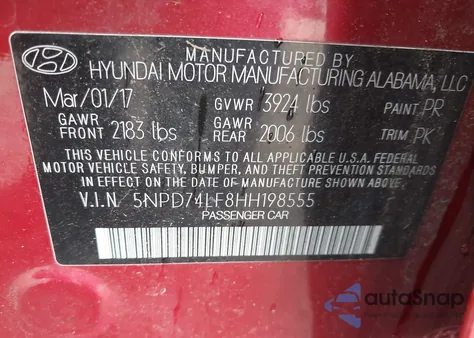 MANUFACTURED BY
HYUNDAI MOTOR MANUFACTURING ALABAMA, LLC
Mar/01/17 GVWR 3924 lbs PAINT PR
GAWR FRONT 2183 lbs GAWR REAR 2006 lbs TRIM PK
THIS VEHICLE CONFORMS TO ALL APPLICABLE U.S.A. FEDERAL
MOTOR VEHICLE SAFETY, BUMPER, AND THEFT PREVENTION STANDARDS
IN EFFECT ON THE DATE OF MANUFACTURE SHOWN ABOVE.
V.I.N. 5NPD74LF8HH198555
PASSENGER CAR
autoSnap